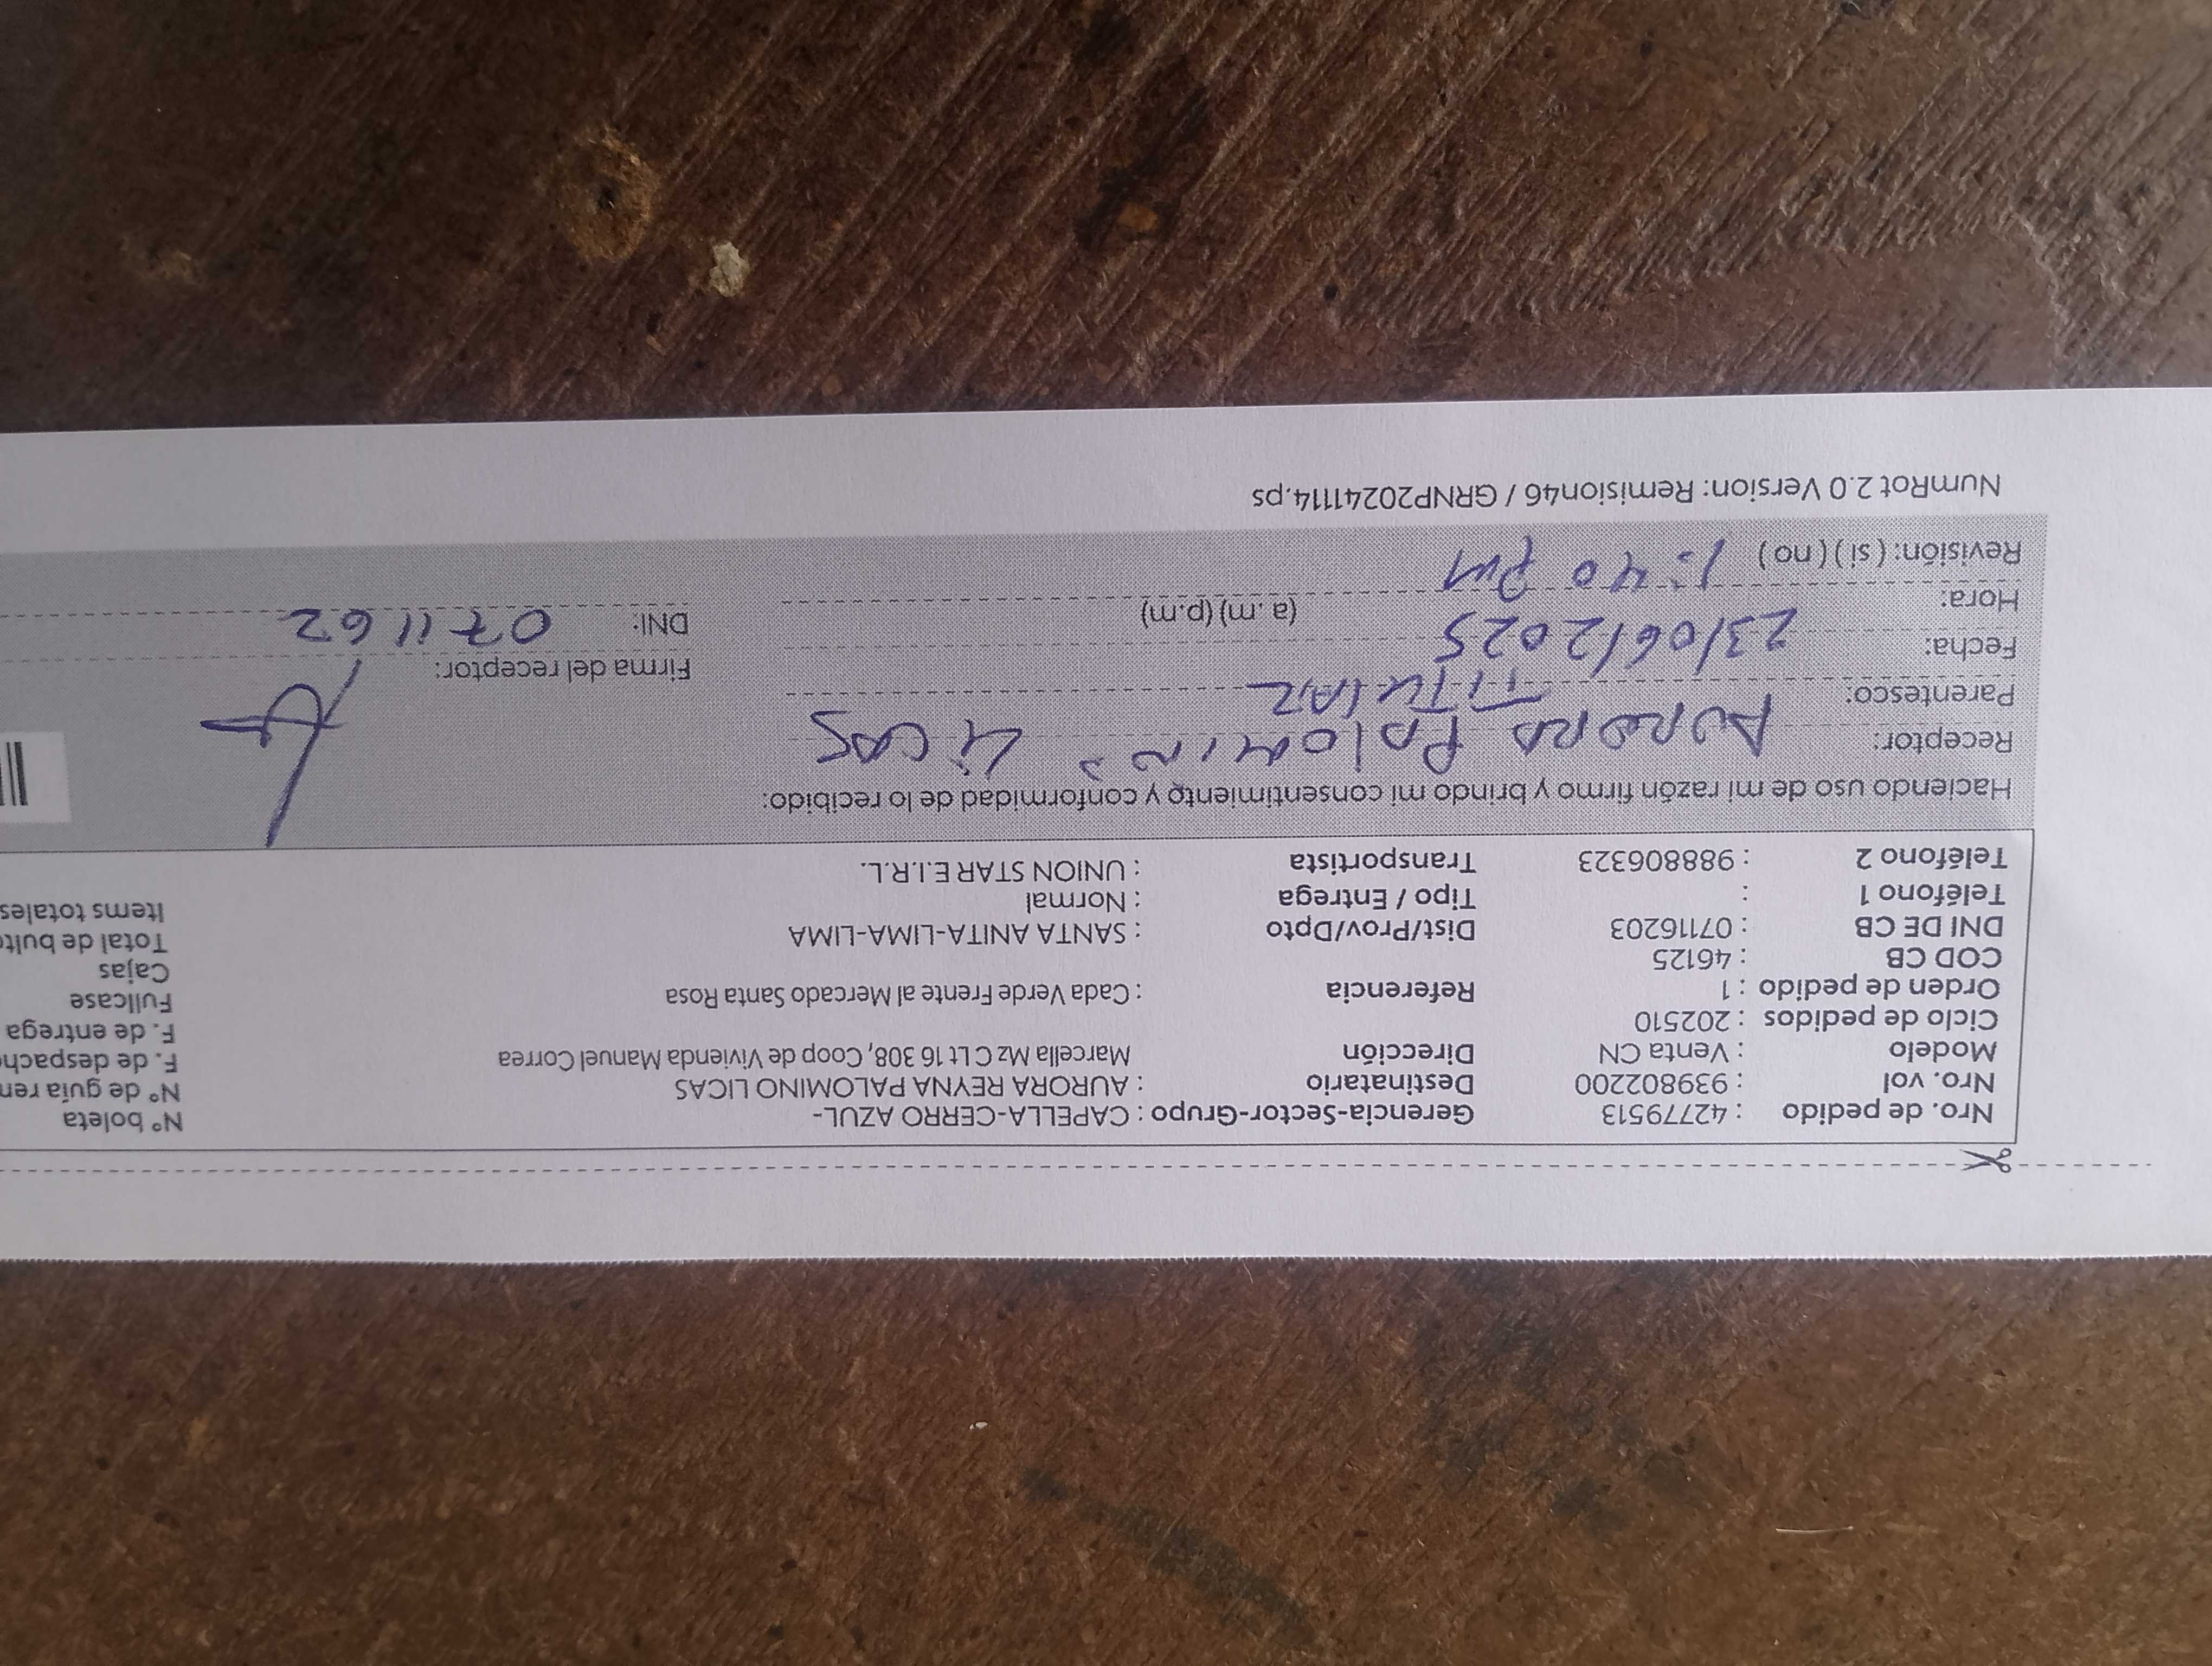 Nro. de pedido : 42779513 Gerencia-Sector-Grupo : CAPELLA-CERRO AZUL- N° boleta
Nro. vol : 939802200 Destinatario : AURORA REYNA PALOMINO LICAS N° de guía rem
Modelo : Venta CN Dirección Marcella Mz C Lt 16 308, Coop de Vivienda Manuel Correa F. de despach
Ciclo de pedidos : 202510 F. de entrega
Orden de pedido : 1 Referencia : Cada Verde Frente al Mercado Santa Rosa Fullcase
COD CB : 46125 Cajas
DNI DE CB : 07116203 Dist/Prov/Dpto : SANTA ANITA-LIMA-LIMA Total de bult
Teléfono 1 : Tipo / Entrega : Normal Items totales
Teléfono 2 : 988806323 Transportista : UNION STAR E.I.R.L.
Haciendo uso de mi razón firmo y brindo mi consentimiento y conformidad de lo recibido:
Receptor: AURORA PALOMINO LICAS
Parentesco: TITULAR Firma del receptor:
Fecha: 23/06/2025 DNI: 071162
Hora: 1:40 PM (a. m) (p.m)
Revisión: ( si ) ( no )
NumRot 2.0 Version: Remision46 / GRNP20241114.ps